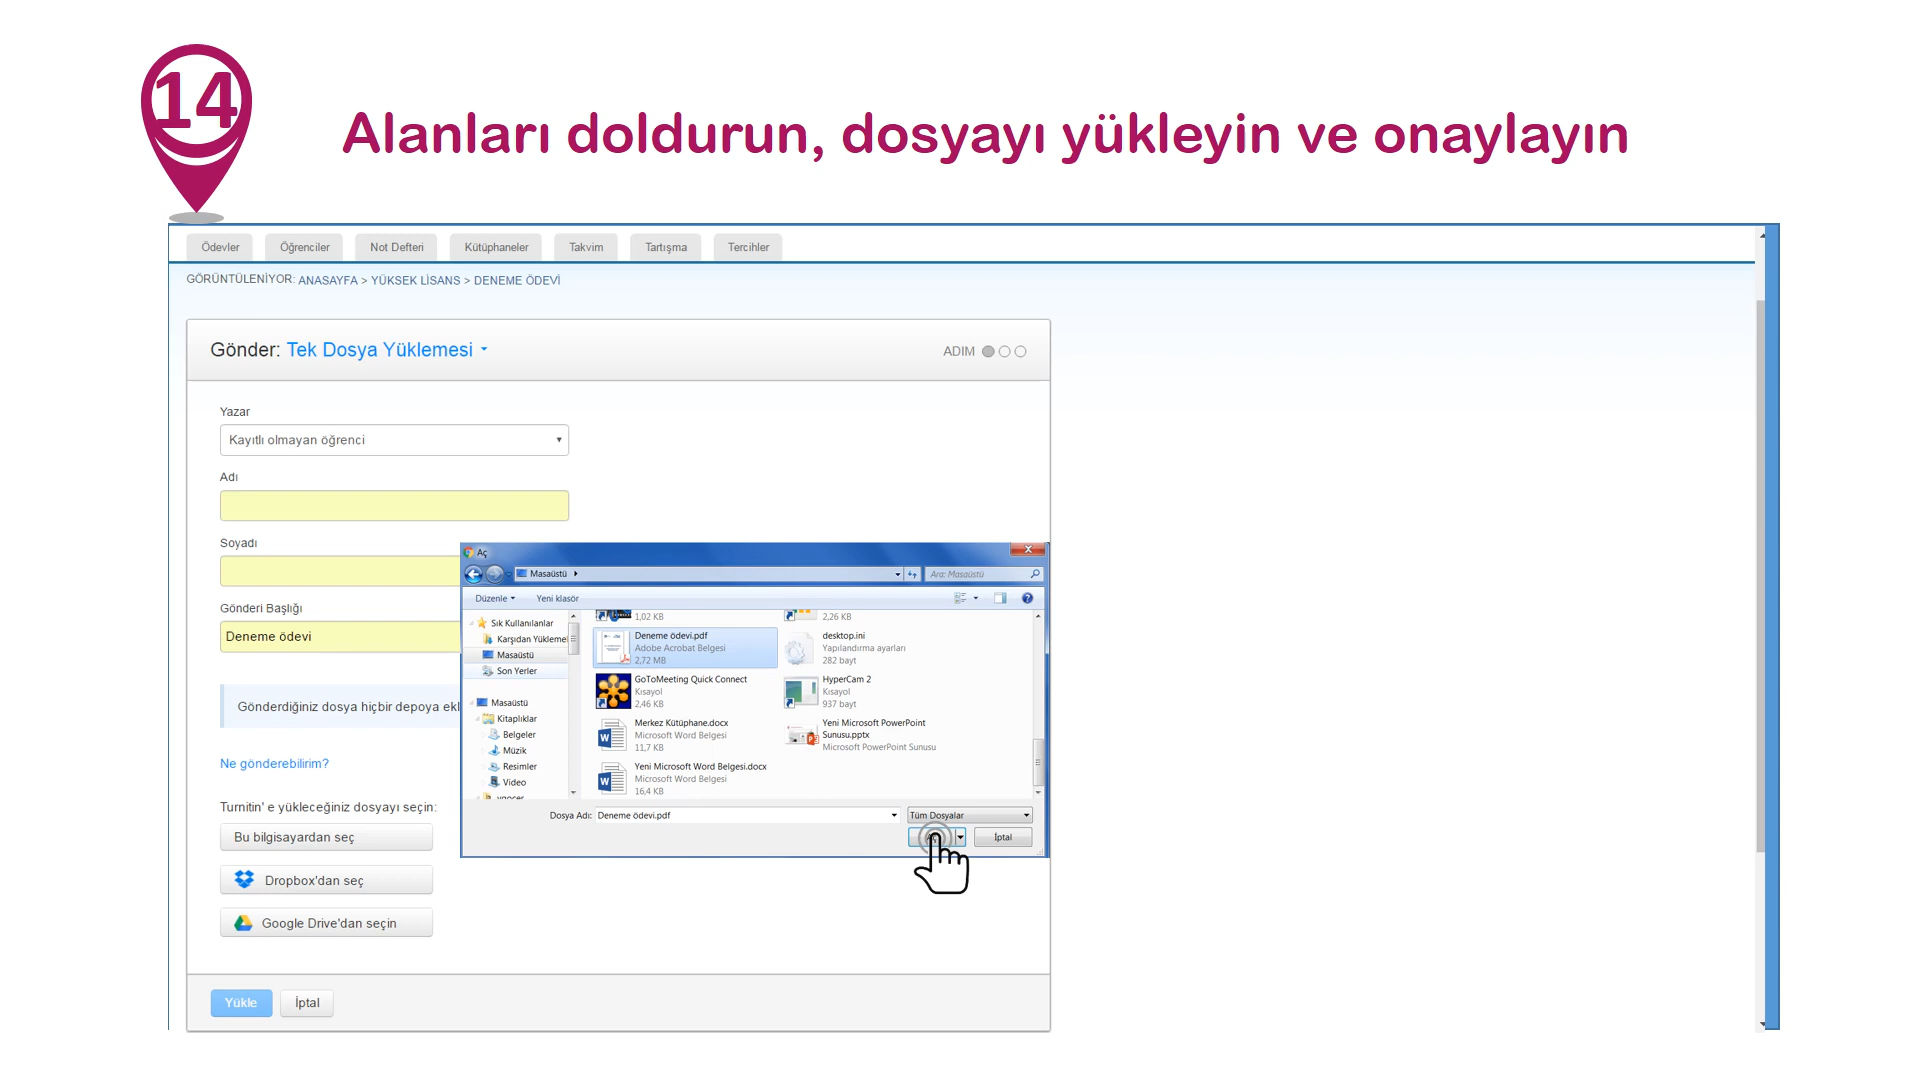 14
Alanları doldurun, dosyayı yükleyin ve onaylayın
Ödevler Öğrenciler Not Defteri Kütüphaneler Takvim Tartışma Tercihler
GÖRÜNTÜLENİYOR: ANASAYFA > YÜKSEK LİSANS > DENEME ÖDEVİ
Gönder: Tek Dosya Yüklemesi
ADIM
Yazar
Kayıtlı olmayan öğrenci
Adı
Soyadı
Gönderi Başlığı
Deneme ödevi
Gönderdiğiniz dosya hiçbir depoya ekl
Ne gönderebilirim?
Turnitin' e yükleceğiniz dosyayı seçin:
Bu bilgisayardan seç
Dropbox'dan seç
Google Drive'dan seçin
Yükle İptal
Aç
Masaüstü
Ara: Masaüstü
Düzenle Yeni klasör
Sık Kullanılanlar
Karşıdan Yükleme
Masaüstü
Son Yerler
Masaüstü
Kitaplıklar
Belgeler
Müzik
Resimler
Video
1,02 KB
2,26 KB
Deneme ödevi.pdf
Adobe Acrobat Belgesi
2,72 MB
desktop.ini
Yapılandırma ayarları
282 bayt
GoToMeeting Quick Connect
Kısayol
2,46 KB
HyperCam 2
Kısayol
937 bayt
Merkez Kütüphane.docx
Microsoft Word Belgesi
11,7 KB
Yeni Microsoft PowerPoint
Sunusu.pptx
Microsoft PowerPoint Sunusu
Yeni Microsoft Word Belgesi.docx
Microsoft Word Belgesi
16,4 KB
Dosya Adı: Deneme ödevi.pdf
Tüm Dosyalar
İptal